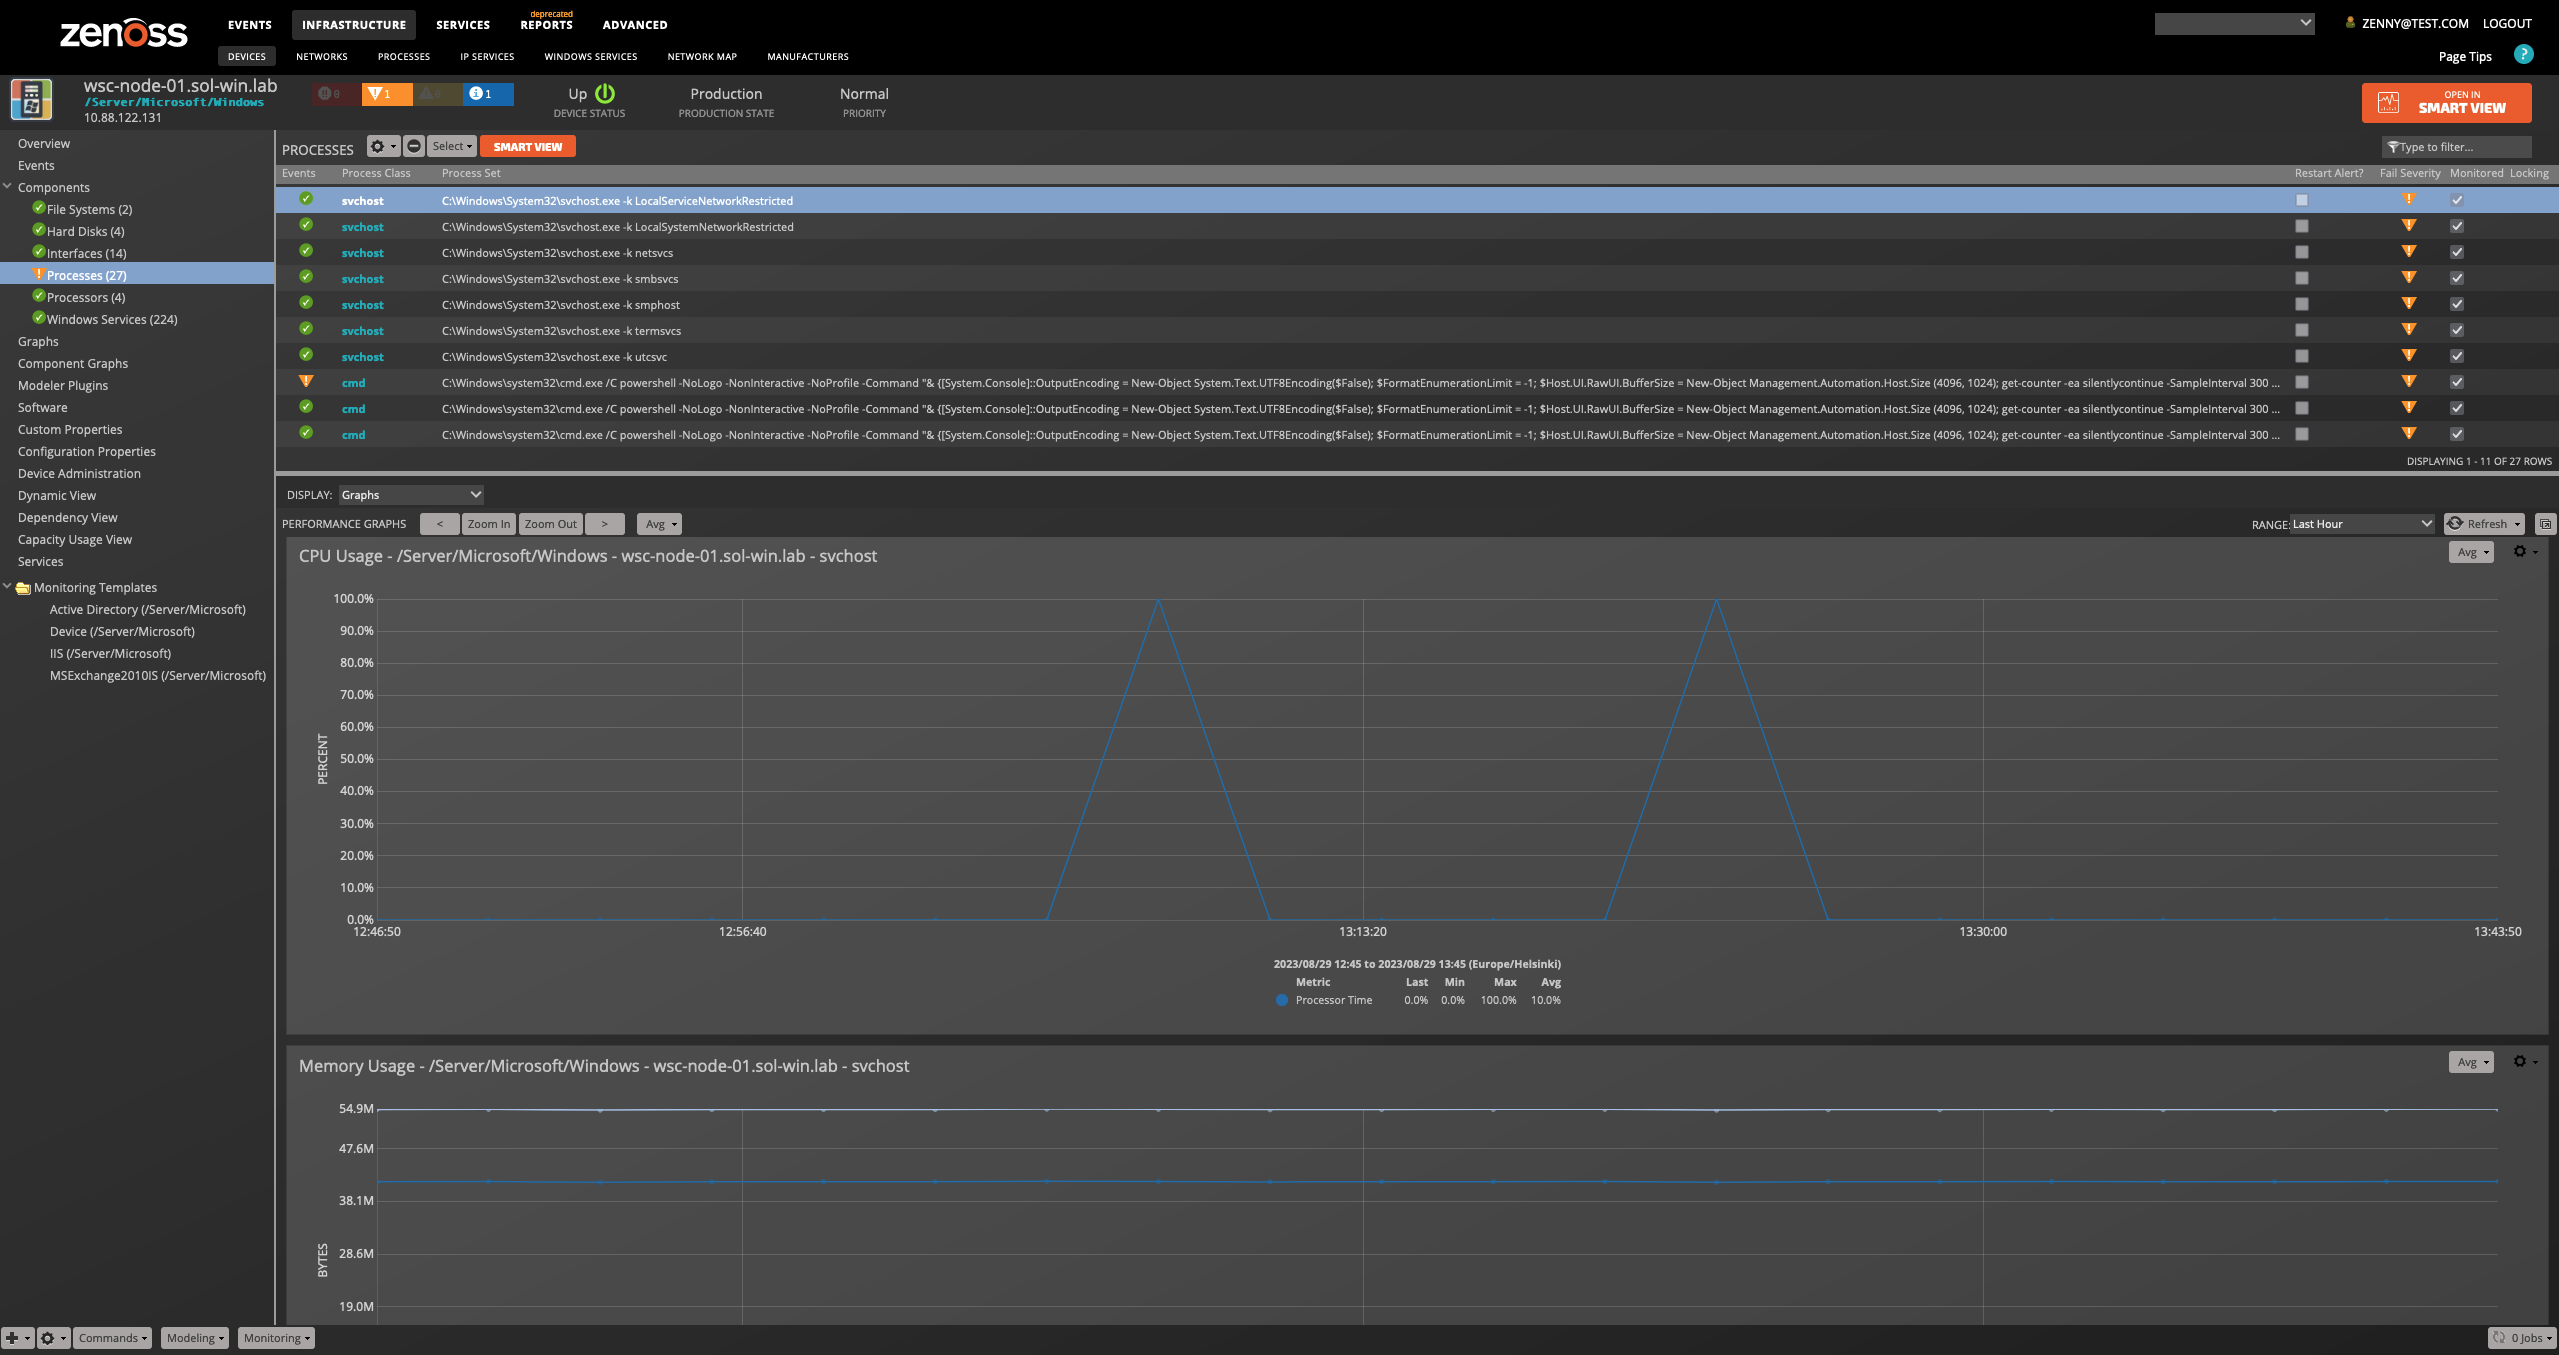 zenoss
EVENTS
INFRASTRUCTURE
SERVICES
deprecated
REPORTS
ADVANCED
ZENNY@TEST.COM
LOGOUT
DEVICES
NETWORKS
PROCESSES
IP SERVICES
WINDOWS SERVICES
NETWORK MAP
MANUFACTURERS
Page Tips
?
wsc-node-01.sol-win.lab
/Server/Microsoft/Windows
10.88.122.131
0
1
0
1
Up
DEVICE STATUS
Production
PRODUCTION STATE
Normal
PRIORITY
OPEN IN
SMART VIEW
Overview
Events
Components
File Systems (2)
Hard Disks (4)
Interfaces (14)
Processes (27)
Processors (4)
Windows Services (224)
Graphs
Component Graphs
Modeler Plugins
Software
Custom Properties
Configuration Properties
Device Administration
Dynamic View
Dependency View
Capacity Usage View
Services
Monitoring Templates
Active Directory (/Server/Microsoft)
Device (/Server/Microsoft)
IIS (/Server/Microsoft)
MSExchange2010IS (/Server/Microsoft)
PROCESSES
Select
SMART VIEW
Type to filter...
Events Process Class Process Set Restart Alert? Fail Severity Monitored Locking
svchost C:\Windows\System32\svchost.exe -k LocalServiceNetworkRestricted
svchost C:\Windows\System32\svchost.exe -k LocalSystemNetworkRestricted
svchost C:\Windows\System32\svchost.exe -k netsvcs
svchost C:\Windows\System32\svchost.exe -k smbsvcs
svchost C:\Windows\System32\svchost.exe -k smphost
svchost C:\Windows\System32\svchost.exe -k termsvcs
svchost C:\Windows\System32\svchost.exe -k utcsvc
cmd C:\Windows\system32\cmd.exe /C powershell -NoLogo -NonInteractive -NoProfile -Command "& {[System.Console]::OutputEncoding = New-Object System.Text.UTF8Encoding($False); $FormatEnumerationLimit = -1; $Host.UI.RawUI.BufferSize = New-Object Management.Automation.Host.Size (4096, 1024); get-counter -ea silentlycontinue -SampleInterval 300 ...
cmd C:\Windows\system32\cmd.exe /C powershell -NoLogo -NonInteractive -NoProfile -Command "& {[System.Console]::OutputEncoding = New-Object System.Text.UTF8Encoding($False); $FormatEnumerationLimit = -1; $Host.UI.RawUI.BufferSize = New-Object Management.Automation.Host.Size (4096, 1024); get-counter -ea silentlycontinue -SampleInterval 300 ...
cmd C:\Windows\system32\cmd.exe /C powershell -NoLogo -NonInteractive -NoProfile -Command "& {[System.Console]::OutputEncoding = New-Object System.Text.UTF8Encoding($False); $FormatEnumerationLimit = -1; $Host.UI.RawUI.BufferSize = New-Object Management.Automation.Host.Size (4096, 1024); get-counter -ea silentlycontinue -SampleInterval 300 ...
DISPLAYING 1 - 11 OF 27 ROWS
DISPLAY: Graphs
PERFORMANCE GRAPHS < Zoom In Zoom Out > Avg RANGE: Last Hour Refresh
CPU Usage - /Server/Microsoft/Windows - wsc-node-01.sol-win.lab - svchost
Avg
100.0%
90.0%
80.0%
70.0%
60.0%
50.0%
40.0%
30.0%
20.0%
10.0%
0.0%
PERCENT
12:46:50 12:56:40 13:13:20 13:30:00 13:43:50
2023/08/29 12:45 to 2023/08/29 13:45 (Europe/Helsinki)
Metric Last Min Max Avg
Processor Time 0.0% 0.0% 100.0% 10.0%
Memory Usage - /Server/Microsoft/Windows - wsc-node-01.sol-win.lab - svchost
Avg
54.9M
47.6M
38.1M
28.6M
19.0M
BYTES
Commands
Modeling
Monitoring
0 Jobs